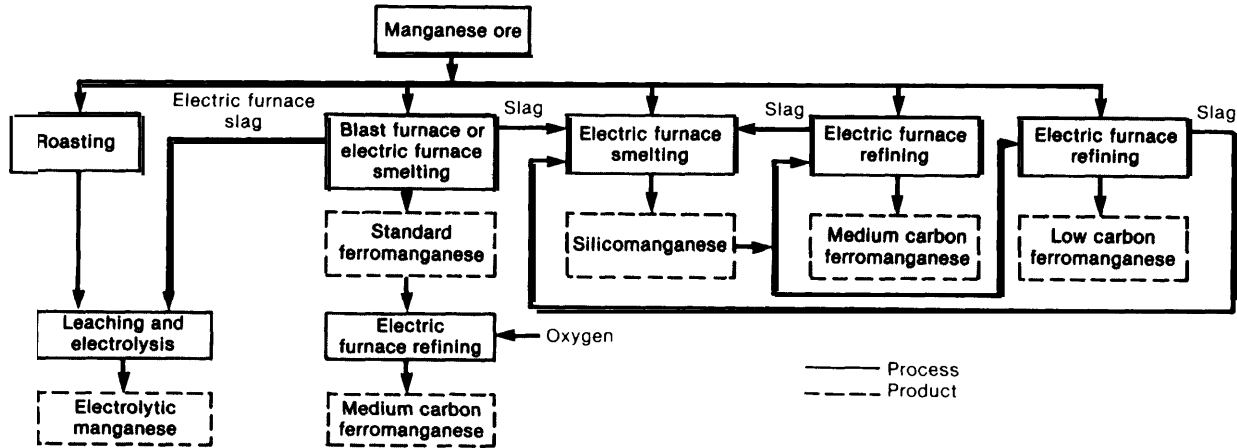 Manganese ore
Electric furnace
slag
Slag
Slag
Slag
Roasting
Blast furnace or
electric furnace
smelting
Electric furnace
smelting
Electric furnace
refining
Electric furnace
refining
Standard
ferromanganese
Silicomanganese
Medium carbon
ferromanganese
Low carbon
ferromanganese
Leaching and
electrolysis
Electric
furnace refining
Oxygen
Process
Product
Electrolytic
manganese
Medium carbon
ferromanganese